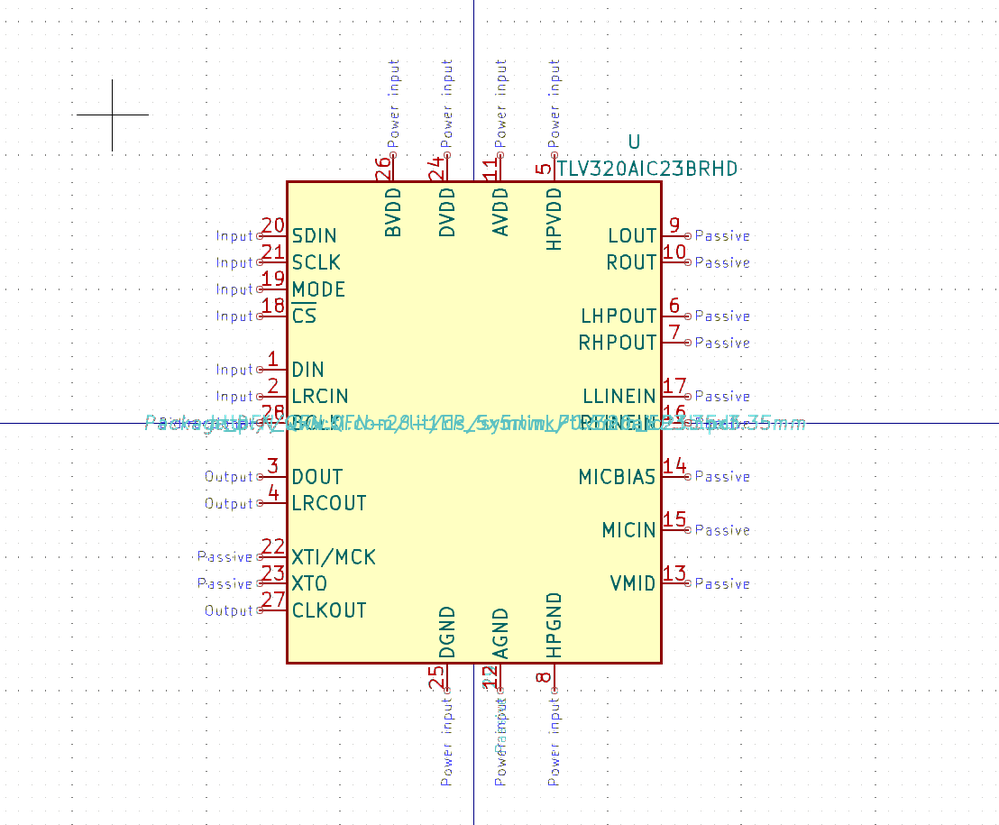 Power input
Power input
Power input
Power input
26
24
11
5
U
TLV320AIC23BRHD
BVDD
DVDD
AVDD
HPVDD
Input 20 SDIN
Input 21 SCLK
Input 19 MODE
Input 18 CS
Input 1 DIN
Input 2 LRCIN
28 BCLK
Output 3 DOUT
Output 4 LRCOUT
Passive 22 XTI/MCK
Passive 23 XTO
Output 27 CLKOUT
LOUT 9 Passive
ROUT 10 Passive
LHPOUT 6 Passive
RHPOUT 7 Passive
LLINEIN 17 Passive
RLINEIN 16
MICBIAS 14 Passive
MICIN 15 Passive
VMID 13 Passive
DGND
AGND
HPGND
25
12
8
Power input
Power input
Power input